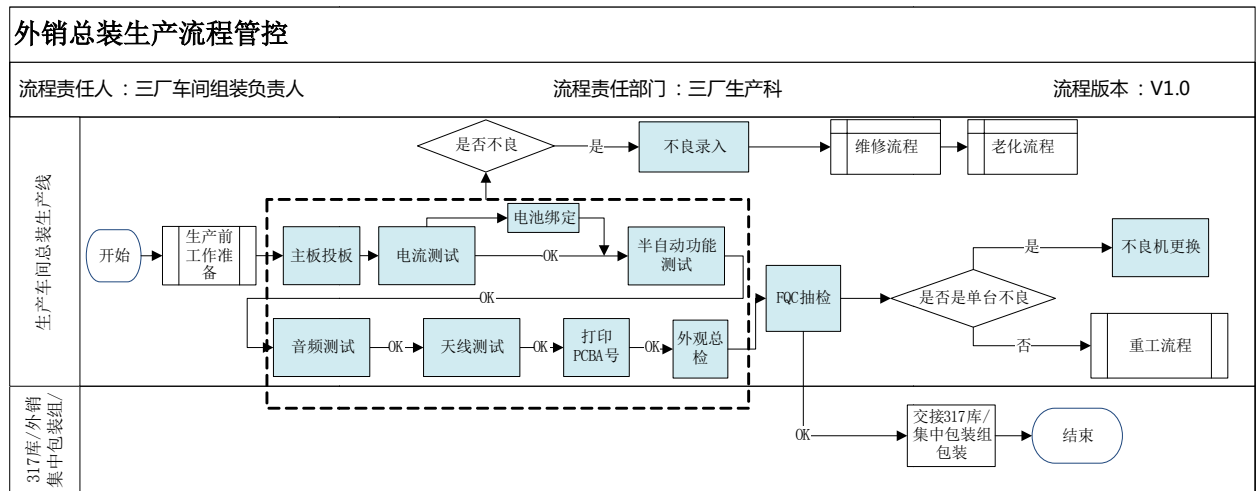 外销总装生产流程管控
流程责任人：三厂车间组装负责人
流程责任部门：三厂生产科
流程版本：V1.0
生产车间总装生产线
是否不良
是
不良录入
维修流程
老化流程
开始
生产前
工作准
备
主板投板
电流测试
电池绑定
OK
半自动功能
测试
OK
音频测试
OK
天线测试
OK
打印
PCBA号
OK
外观总
检
FQC抽检
是否是单台不良
是
不良机更换
否
重工流程
317库/外销
集中包装组/
OK
交接317库/
集中包装组
包装
结束